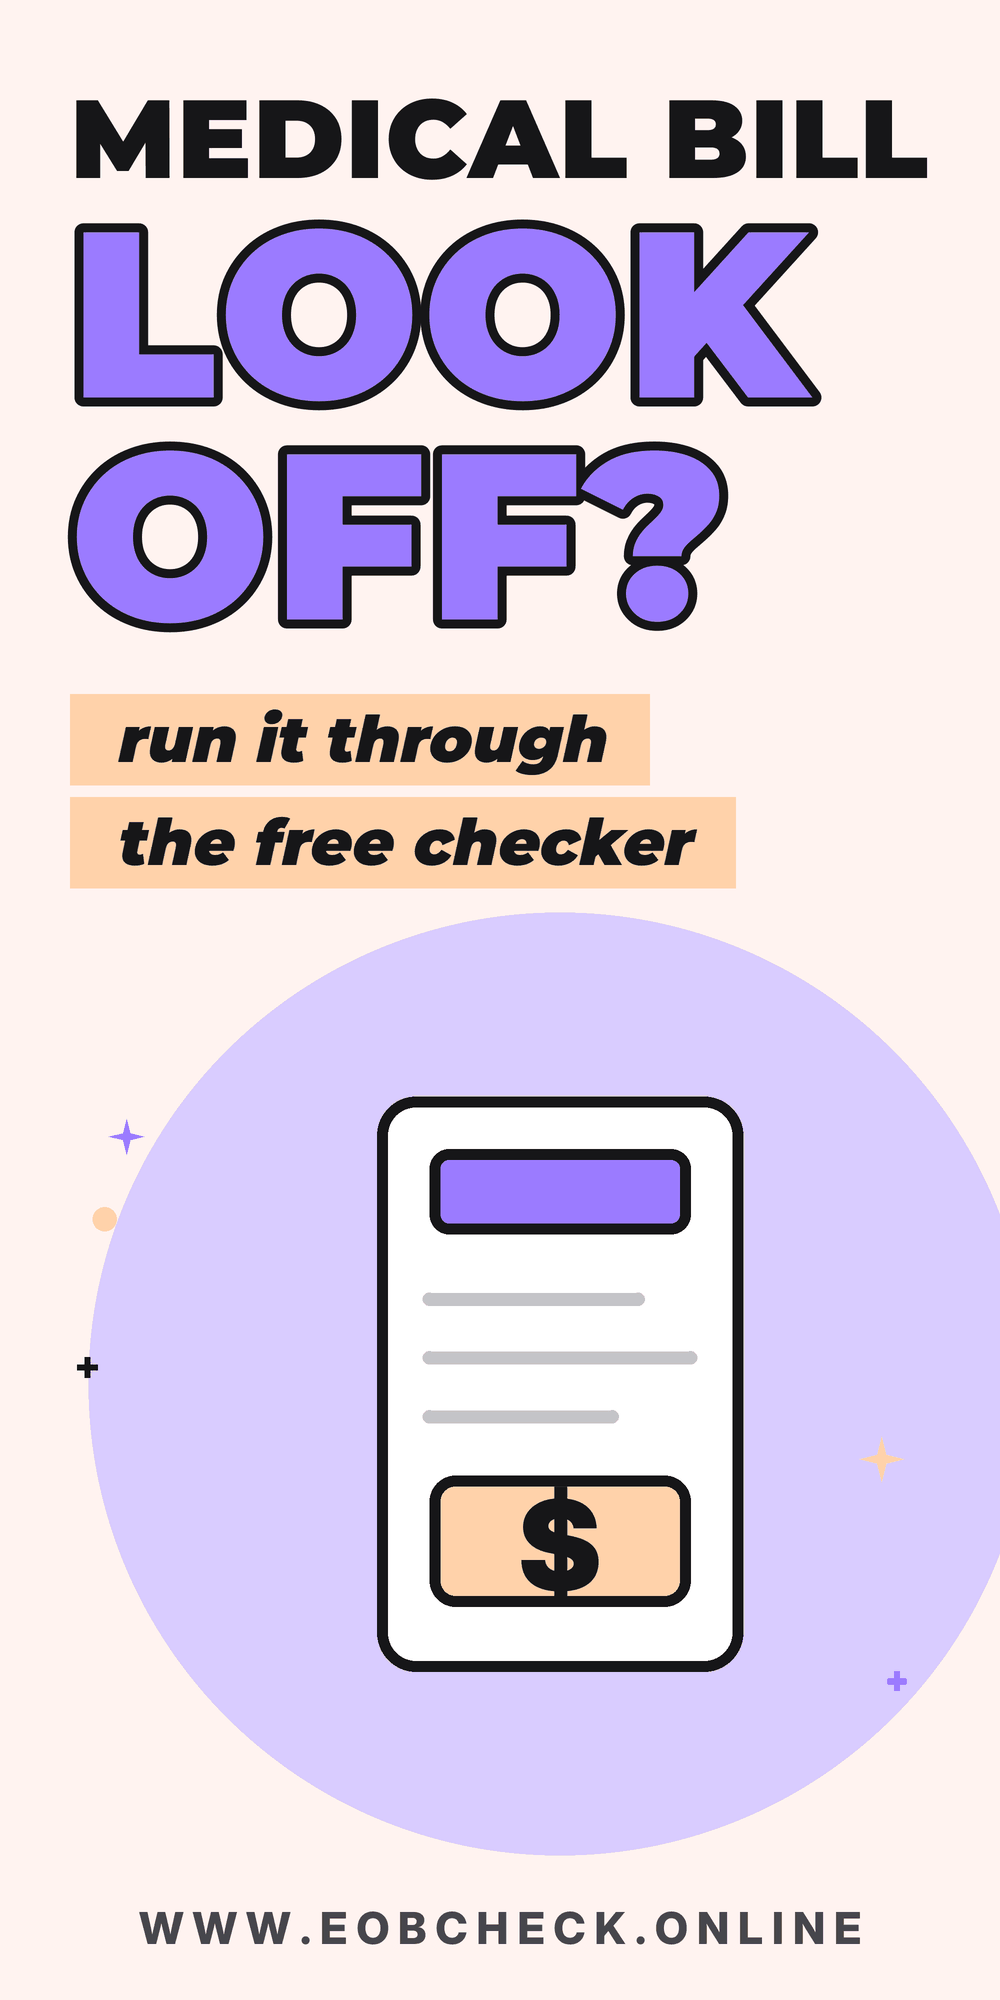 MEDICAL BILL
LOOK
OFF?
run it through
the free checker
$
WWW.EOBCHECK.ONLINE